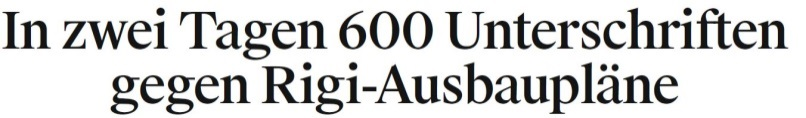 In zwei Tagen 600 Unterschriften
gegen Rigi-Ausbaupläne